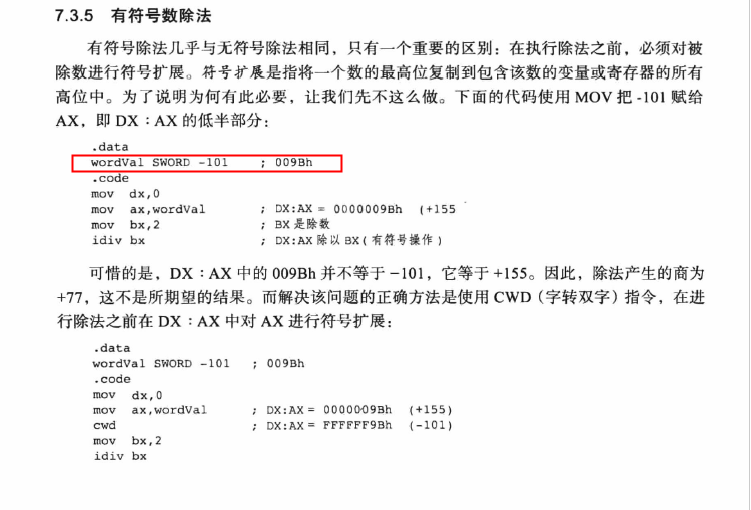 7.3.5 有符号数除法
有符号除法几乎与无符号除法相同，只有一个重要的区别：在执行除法之前，必须对被
除数进行符号扩展。符号扩展是指将一个数的最高位复制到包含该数的变量或寄存器的所有
高位中。为了说明为何有此必要，让我们先不这么做。下面的代码使用 MOV 把 -101 赋给
AX，即 DX：AX 的低半部分：
.data
wordVal SWORD -101 ; 009Bh
.code
mov dx,0
mov ax,wordVal ; DX:AX = 0000009Bh (+155
mov bx,2 ; BX 是除数
idiv bx ; DX:AX 除以 BX（有符号操作）
可惜的是，DX：AX 中的 009Bh 并不等于 −101，它等于 +155。因此，除法产生的商为
+77，这不是所期望的结果。而解决该问题的正确方法是使用 CWD（字转双字）指令，在进
行除法之前在 DX：AX 中对 AX 进行符号扩展：
.data
wordVal SWORD -101 ; 009Bh
.code
mov dx,0
mov ax,wordVal ; DX:AX = 0000009Bh (+155)
cwd ; DX:AX = FFFFFF9Bh (-101)
mov bx,2
idiv bx